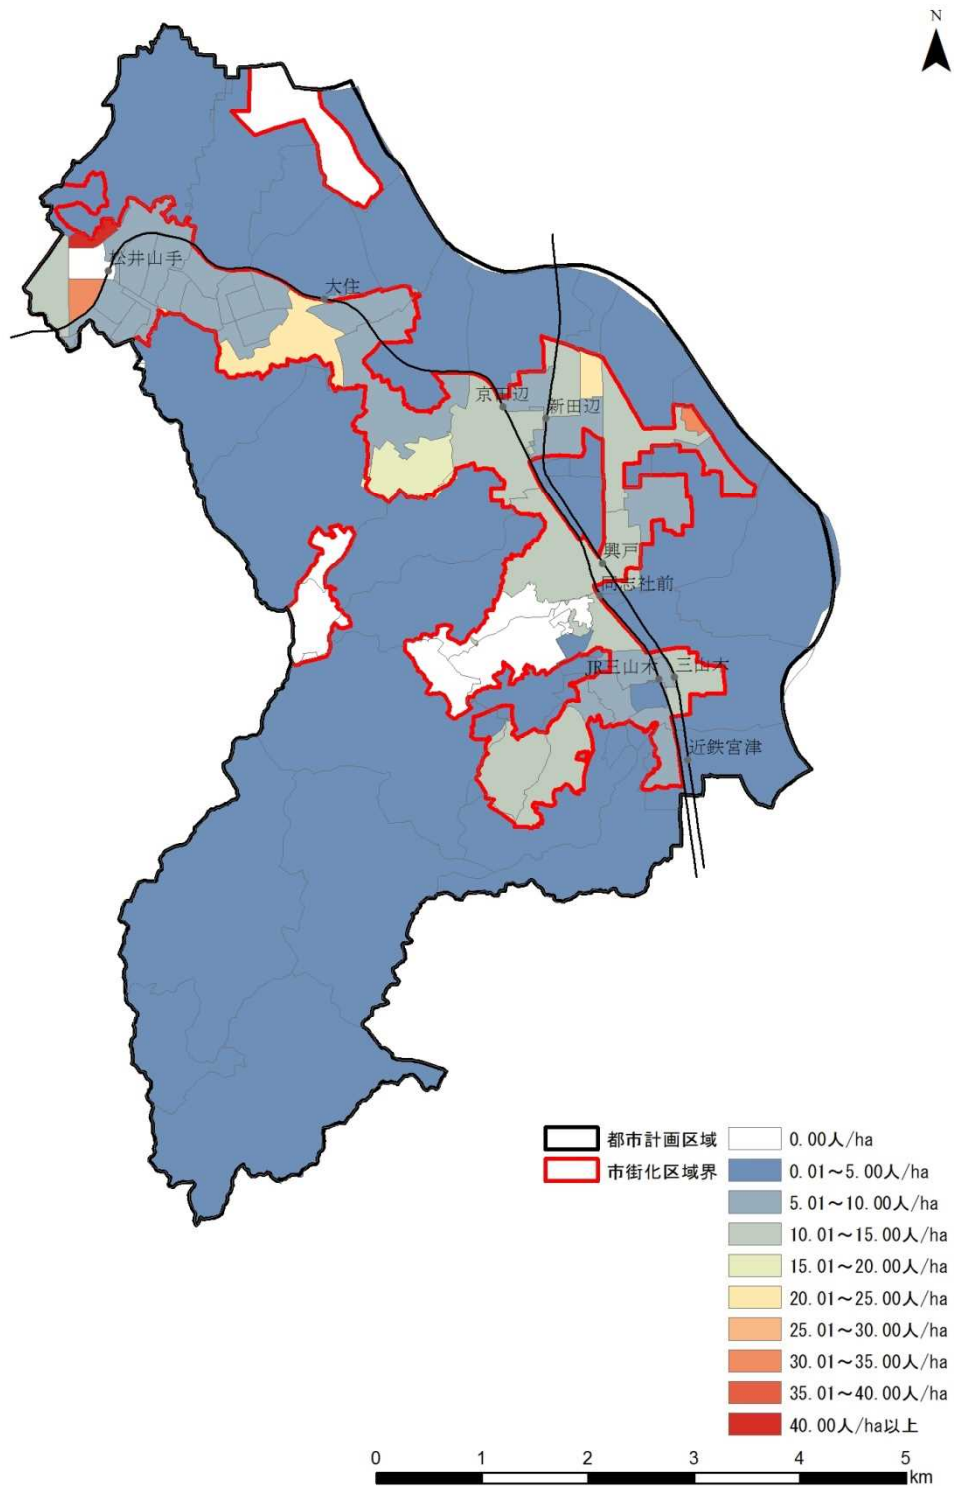 N
松井山手
大住
京田辺
新田辺
興戸
同志社前
JR三山木
三山木
近鉄宮津
都市計画区域
市街化区域界
0.00人/ha
0.01～5.00人/ha
5.01～10.00人/ha
10.01～15.00人/ha
15.01～20.00人/ha
20.01～25.00人/ha
25.01～30.00人/ha
30.01～35.00人/ha
35.01～40.00人/ha
40.00人/ha以上
0 1 2 3 4 5
km